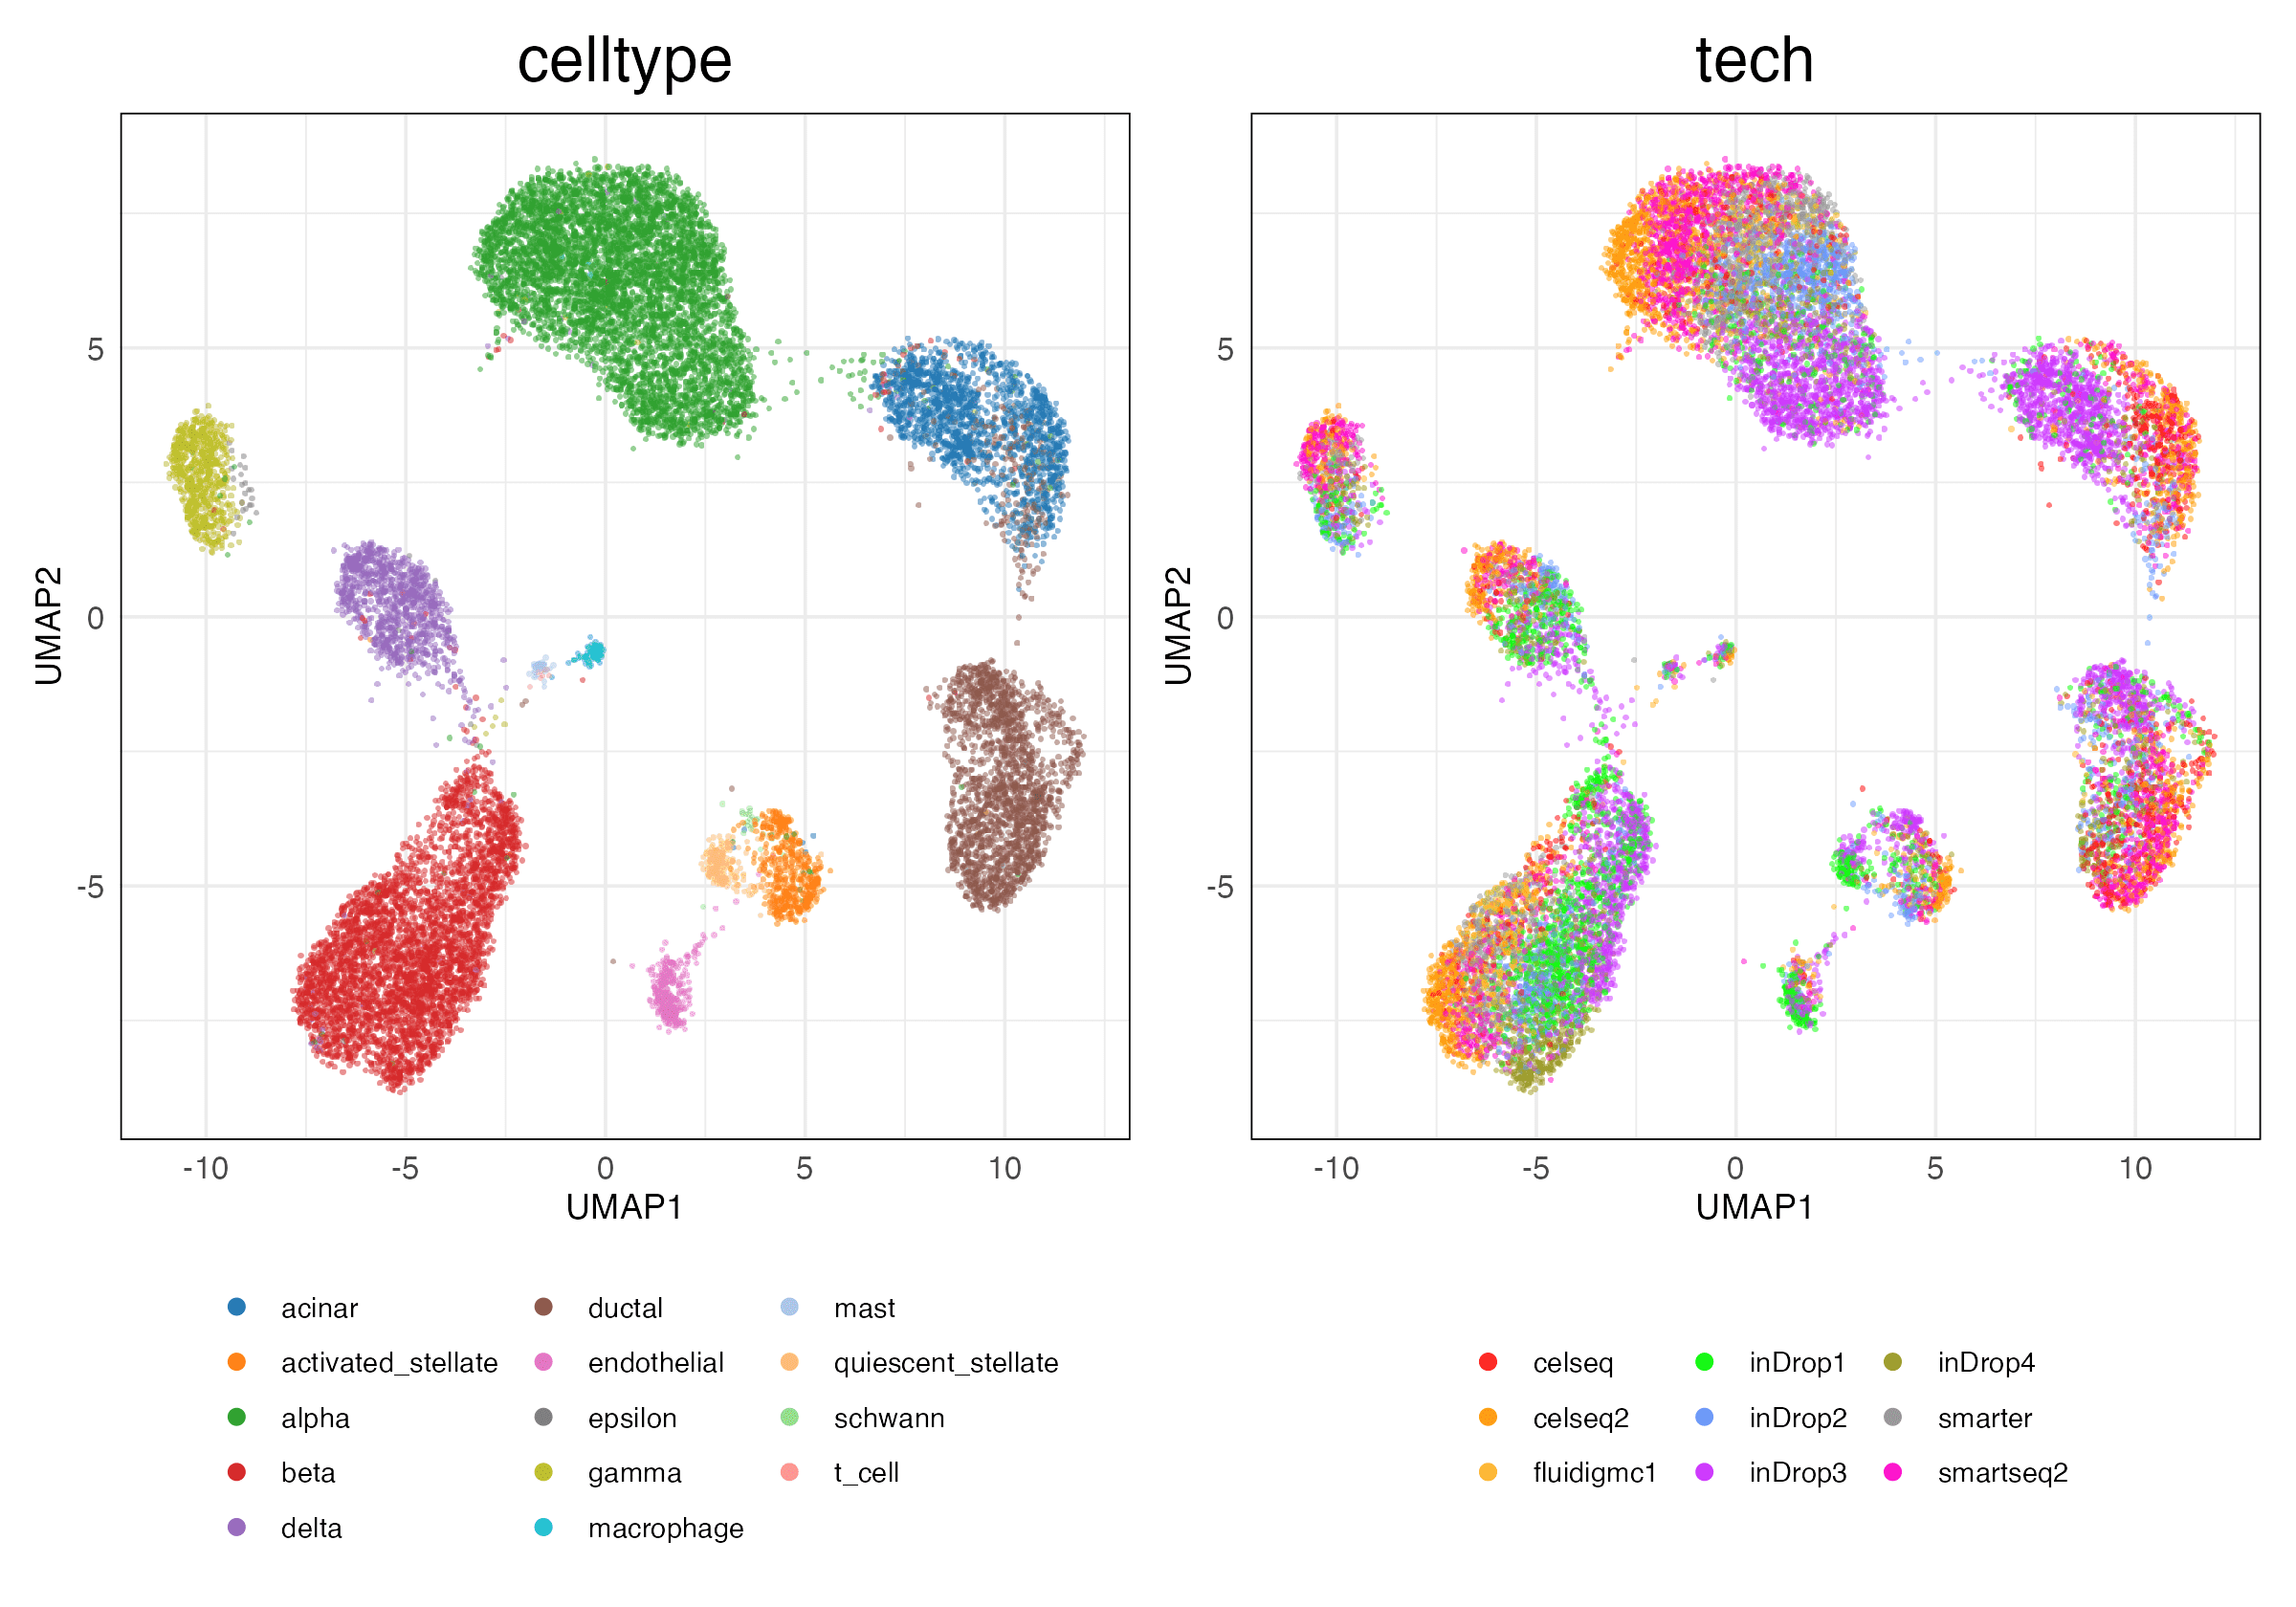 celltype
5
0
-5
UMAP2
-10 -5 0 5 10
UMAP1
acinar
activated_stellate
alpha
beta
delta
ductal
endothelial
epsilon
gamma
macrophage
mast
quiescent_stellate
schwann
t_cell
tech
5
0
-5
UMAP2
-10 -5 0 5 10
UMAP1
celseq
celseq2
fluidigmc1
inDrop1
inDrop2
inDrop3
inDrop4
smarter
smartseq2